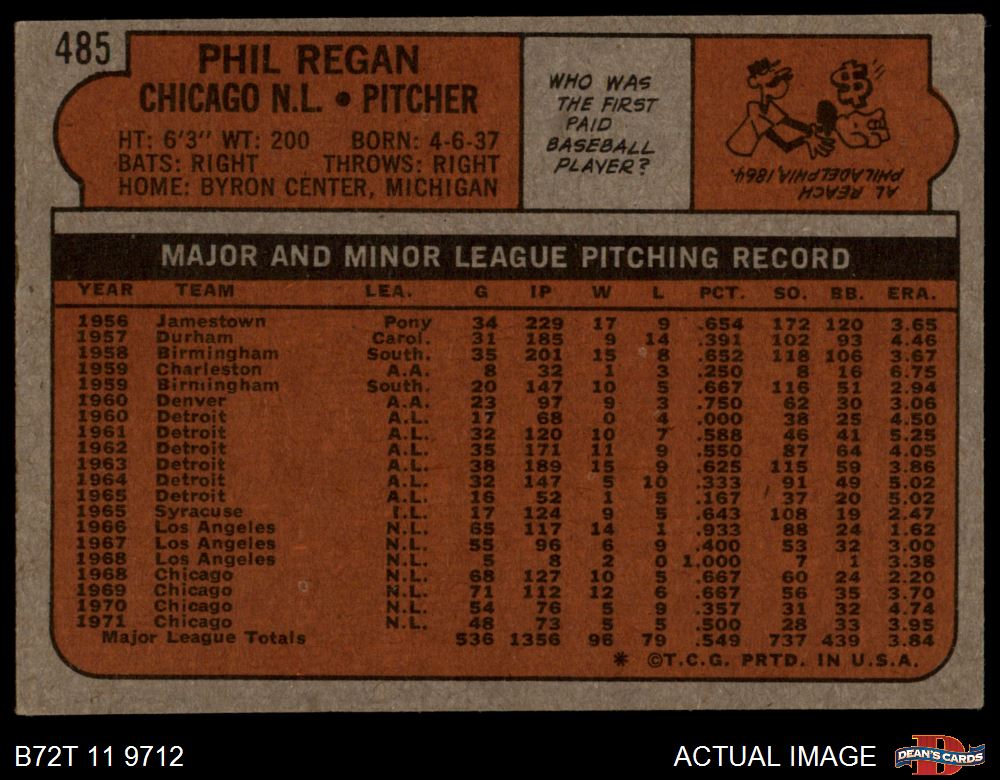 485
PHIL REGAN
CHICAGO N.L. • PITCHER
HT: 6'3" WT: 200 BORN: 4-6-37
BATS: RIGHT THROWS: RIGHT
HOME: BYRON CENTER, MICHIGAN
WHO WAS
THE FIRST
PAID
BASEBALL
PLAYER?
AL REACH
PHILADELPHIA, 1864.
MAJOR AND MINOR LEAGUE PITCHING RECORD
YEAR TEAM LEA. G IP W L PCT. SO. BB. ERA.
1956 Jamestown Pony 34 229 17 9 .654 172 120 3.65
1957 Durham Carol. 31 185 9 14 .391 102 93 4.46
1958 Birmingham South. 35 201 15 8 .652 118 106 3.67
1959 Charleston A.A. 8 32 1 3 .250 8 16 6.75
1959 Birmingham South. 20 147 10 5 .667 116 51 2.94
1960 Denver A.A. 23 97 9 3 .750 62 30 3.06
1960 Detroit A.L. 17 68 0 4 .000 38 25 4.50
1961 Detroit A.L. 32 120 10 7 .588 46 41 5.25
1962 Detroit A.L. 35 171 11 9 .550 87 64 4.05
1963 Detroit A.L. 38 189 15 9 .625 115 59 3.86
1964 Detroit A.L. 32 147 5 10 .333 91 49 5.02
1965 Detroit A.L. 16 52 1 5 .167 37 20 5.02
1965 Syracuse I.L. 17 124 9 5 .643 108 19 2.47
1966 Los Angeles N.L. 65 117 14 1 .933 88 24 1.62
1967 Los Angeles N.L. 55 96 6 9 .400 53 32 3.00
1968 Los Angeles N.L. 5 8 2 0 1.000 7 1 3.38
1968 Chicago N.L. 68 127 10 5 .667 60 24 2.20
1969 Chicago N.L. 71 112 12 6 .667 56 35 3.70
1970 Chicago N.L. 54 76 5 9 .357 31 32 4.74
1971 Chicago N.L. 48 73 5 5 .500 28 33 3.95
Major League Totals 536 1356 96 79 .549 737 439 3.84
* ©T.C.G. PRTD. IN U.S.A.
B72T 11 9712
ACTUAL IMAGE
DEAN'S CARDS